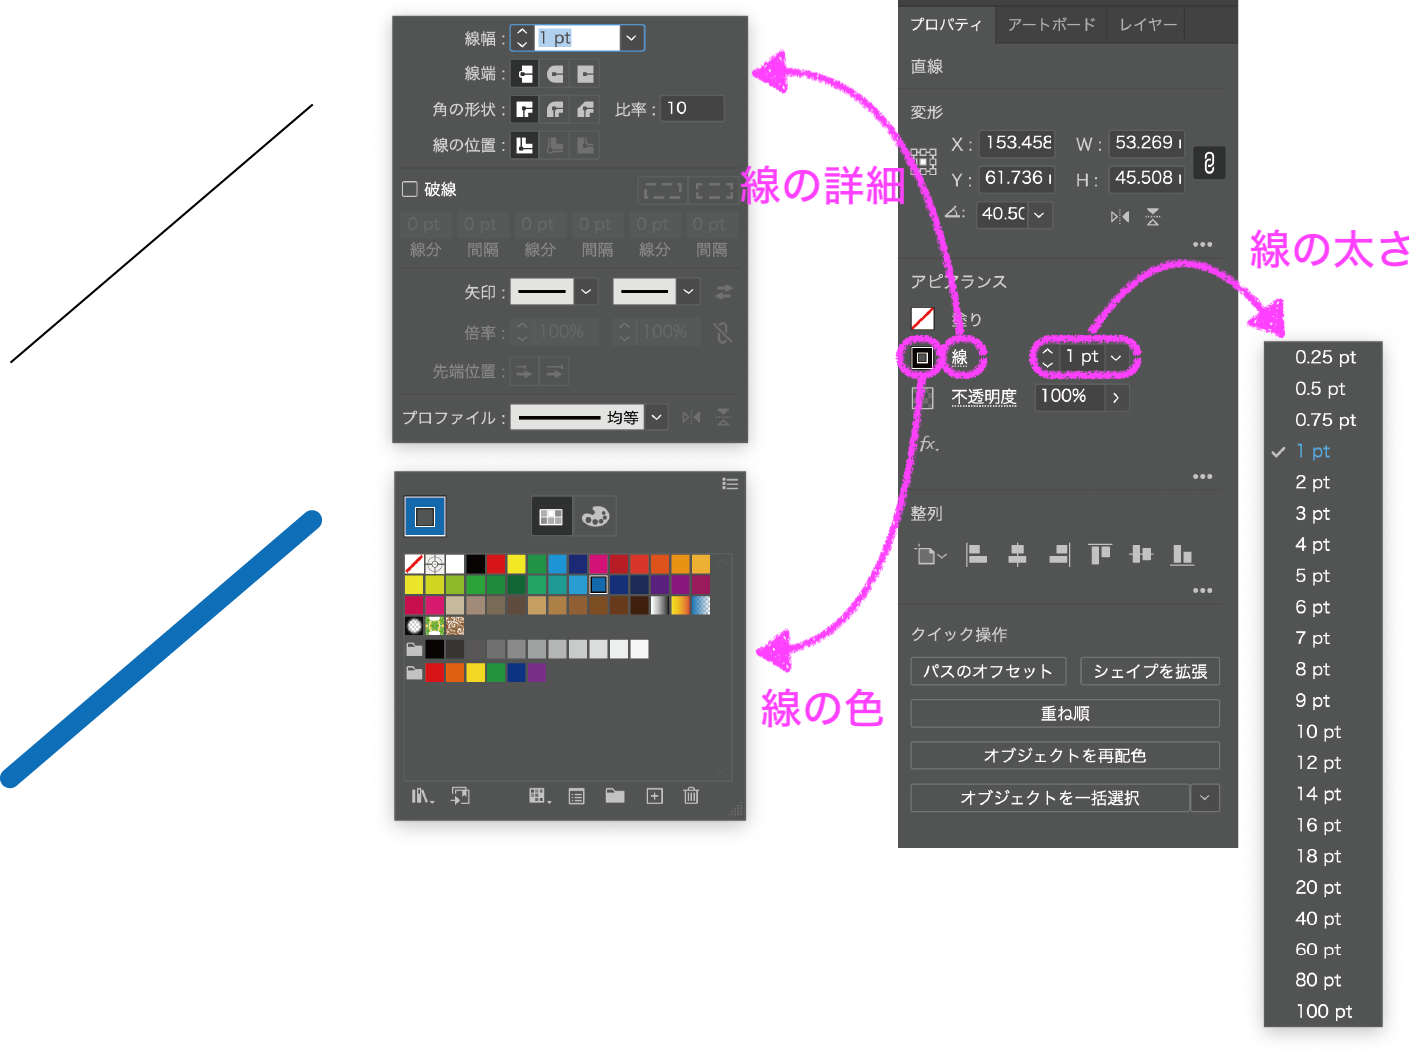 線幅 : 1 pt
線端 :
角の形状 : 比率 : 10
線の位置 :
破線
0 pt 0 pt 0 pt 0 pt 0 pt 0 pt
線分 間隔 線分 間隔 線分 間隔
矢印 :
倍率 : 100% 100%
先端位置 :
プロファイル : 均等
線の詳細
線の色
プロパティ アートボード レイヤー
直線
変形
X : 153.458 W : 53.269
Y : 61.736 H : 45.508
40.50
アピアランス
塗り
線 1 pt
不透明度 100%
fx.
整列
クイック操作
パスのオフセット シェイプを拡張
重ね順
オブジェクトを再配色
オブジェクトを一括選択
線の太さ
0.25 pt
0.5 pt
0.75 pt
1 pt
2 pt
3 pt
4 pt
5 pt
6 pt
7 pt
8 pt
9 pt
10 pt
12 pt
14 pt
16 pt
18 pt
20 pt
40 pt
60 pt
80 pt
100 pt